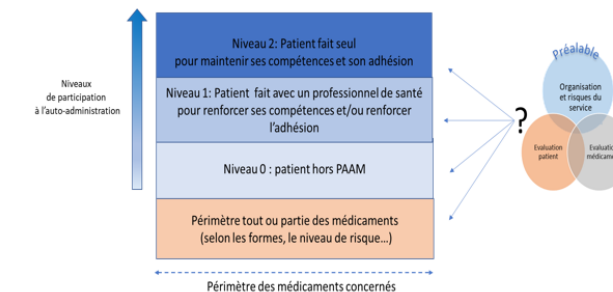 Niveau 2: Patient fait seul
pour maintenir ses compétences et son adhésion
Niveau 1: Patient fait avec un professionnel de santé
pour renforcer ses compétences et/ou renforcer
l'adhésion
Niveau 0 : patient hors PAAM
Périmètre tout ou partie des médicaments
(selon les formes, le niveau de risque...)
Périmètre des médicaments concernés
Niveaux
de participation
à l'auto-administration
?
Préalable
Organisation
et risques du
service
Evaluation
patient
Evaluation
médicame